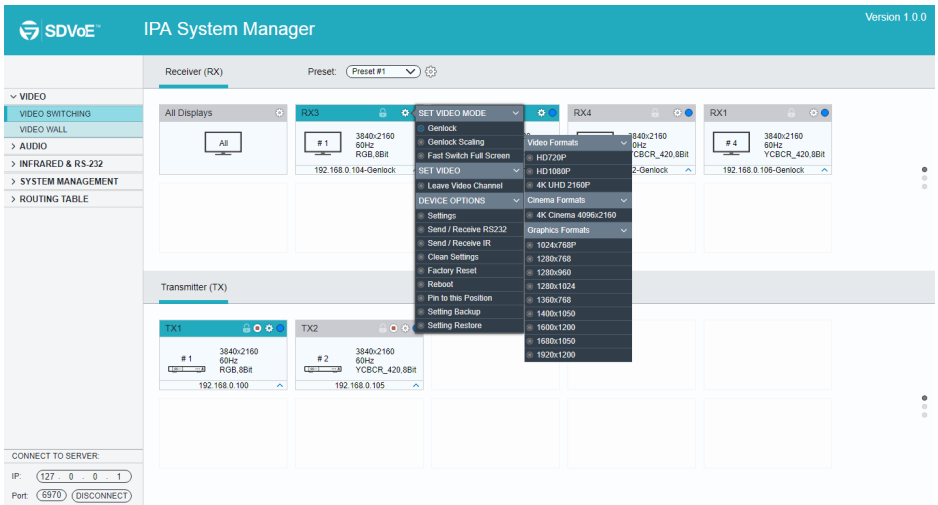 SDVoE™
IPA System Manager
Version 1.0.0
Receiver (RX)
Preset:
Preset #1
VIDEO
VIDEO SWITCHING
VIDEO WALL
AUDIO
INFRARED & RS-232
SYSTEM MANAGEMENT
ROUTING TABLE
All Displays
All
RX3
# 1
3840x2160
60Hz
RGB,8Bit
192.168.0.104-Genlock
SET VIDEO MODE
Genlock
Genlock Scaling
Fast Switch Full Screen
SET VIDEO
Leave Video Channel
DEVICE OPTIONS
Settings
Send / Receive RS232
Send / Receive IR
Clean Settings
Factory Reset
Reboot
Pin to this Position
Setting Backup
Setting Restore
Video Formats
HD720P
HD1080P
4K UHD 2160P
Cinema Formats
4K Cinema 4096x2160
Graphics Formats
1024x768P
1280x768
1280x960
1280x1024
1360x768
1400x1050
1600x1200
1680x1050
1920x1200
RX4
3840x2160
0Hz
CBCR_420,8Bit
2-Genlock
RX1
# 4
3840x2160
60Hz
YCBCR_420,8Bit
192.168.0.106-Genlock
Transmitter (TX)
TX1
# 1
3840x2160
60Hz
RGB,8Bit
192.168.0.100
TX2
# 2
3840x2160
60Hz
YCBCR_420,8Bit
192.168.0.105
CONNECT TO SERVER:
IP: 127 . 0 . 0 . 1
Port: 6970 DISCONNECT